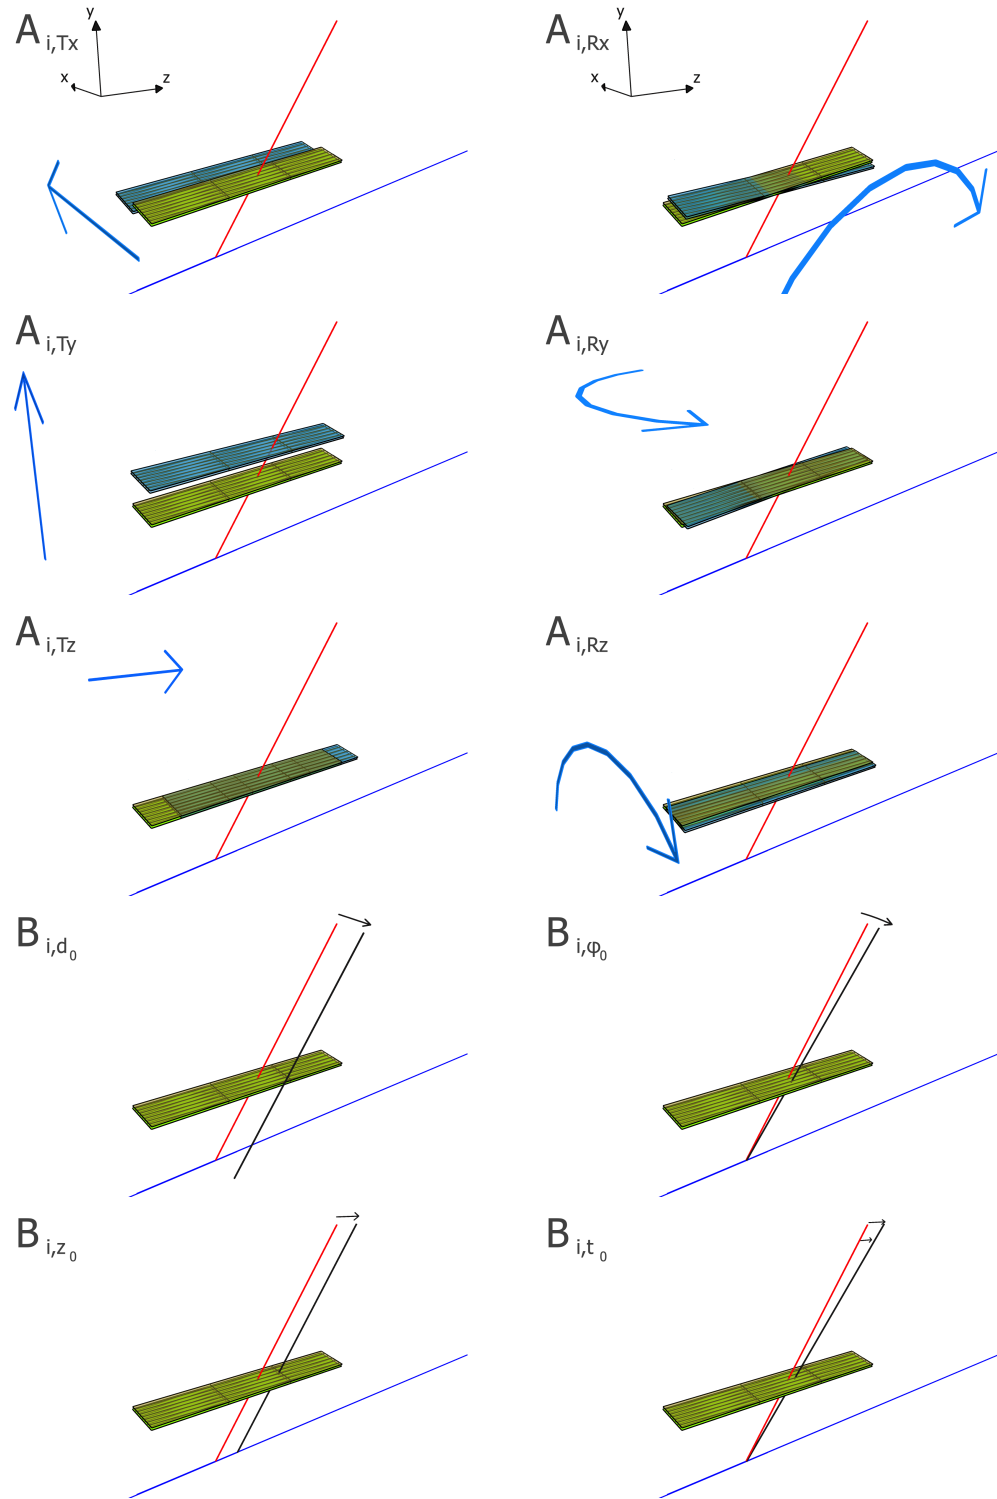 A i,Tx
y
x
z
A i,Rx
y
x
z
A i,Ty
A i,Ry
A i,Tz
A i,Rz
B i,d₀
B i,φ₀
B i,z₀
B i,t₀